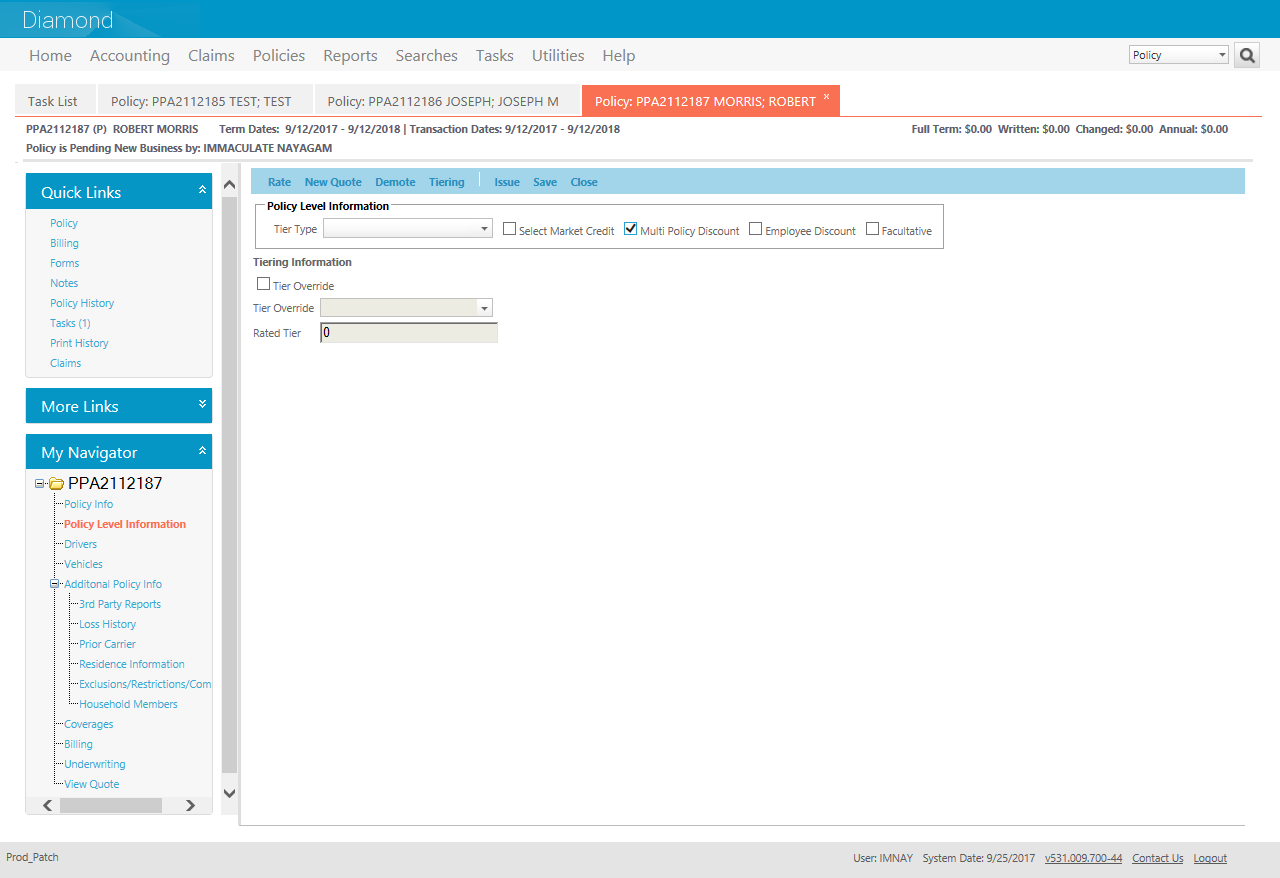 Diamond
Home Accounting Claims Policies Reports Searches Tasks Utilities Help Policy
Task List Policy: PPA2112185 TEST; TEST Policy: PPA2112186 JOSEPH; JOSEPH M Policy: PPA2112187 MORRIS; ROBERT x
PPA2112187 (P) ROBERT MORRIS Term Dates: 9/12/2017 - 9/12/2018 | Transaction Dates: 9/12/2017 - 9/12/2018 Full Term: $0.00 Written: $0.00 Changed: $0.00 Annual: $0.00
Policy is Pending New Business by: IMMACULATE NAYAGAM
Quick Links
Policy
Billing
Forms
Notes
Policy History
Tasks (1)
Print History
Claims
More Links
My Navigator
PPA2112187
Policy Info
Policy Level Information
Drivers
Vehicles
Additonal Policy Info
3rd Party Reports
Loss History
Prior Carrier
Residence Information
Exclusions/Restrictions/Com
Household Members
Coverages
Billing
Underwriting
View Quote
Rate New Quote Demote Tiering Issue Save Close
Policy Level Information
Tier Type Select Market Credit Multi Policy Discount Employee Discount Facultative
Tiering Information
Tier Override
Tier Override
Rated Tier 0
Prod_Patch User: IMNAY System Date: 9/25/2017 v531.009.700-44 Contact Us Logout